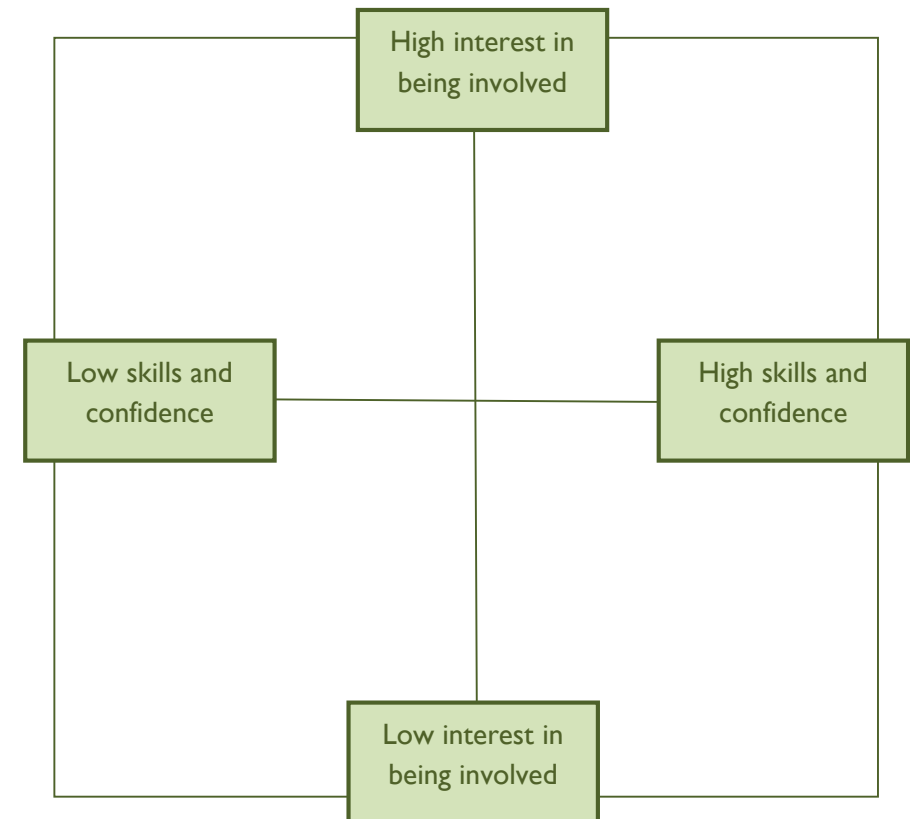 High interest in
being involved
Low skills and
confidence
High skills and
confidence
Low interest in
being involved